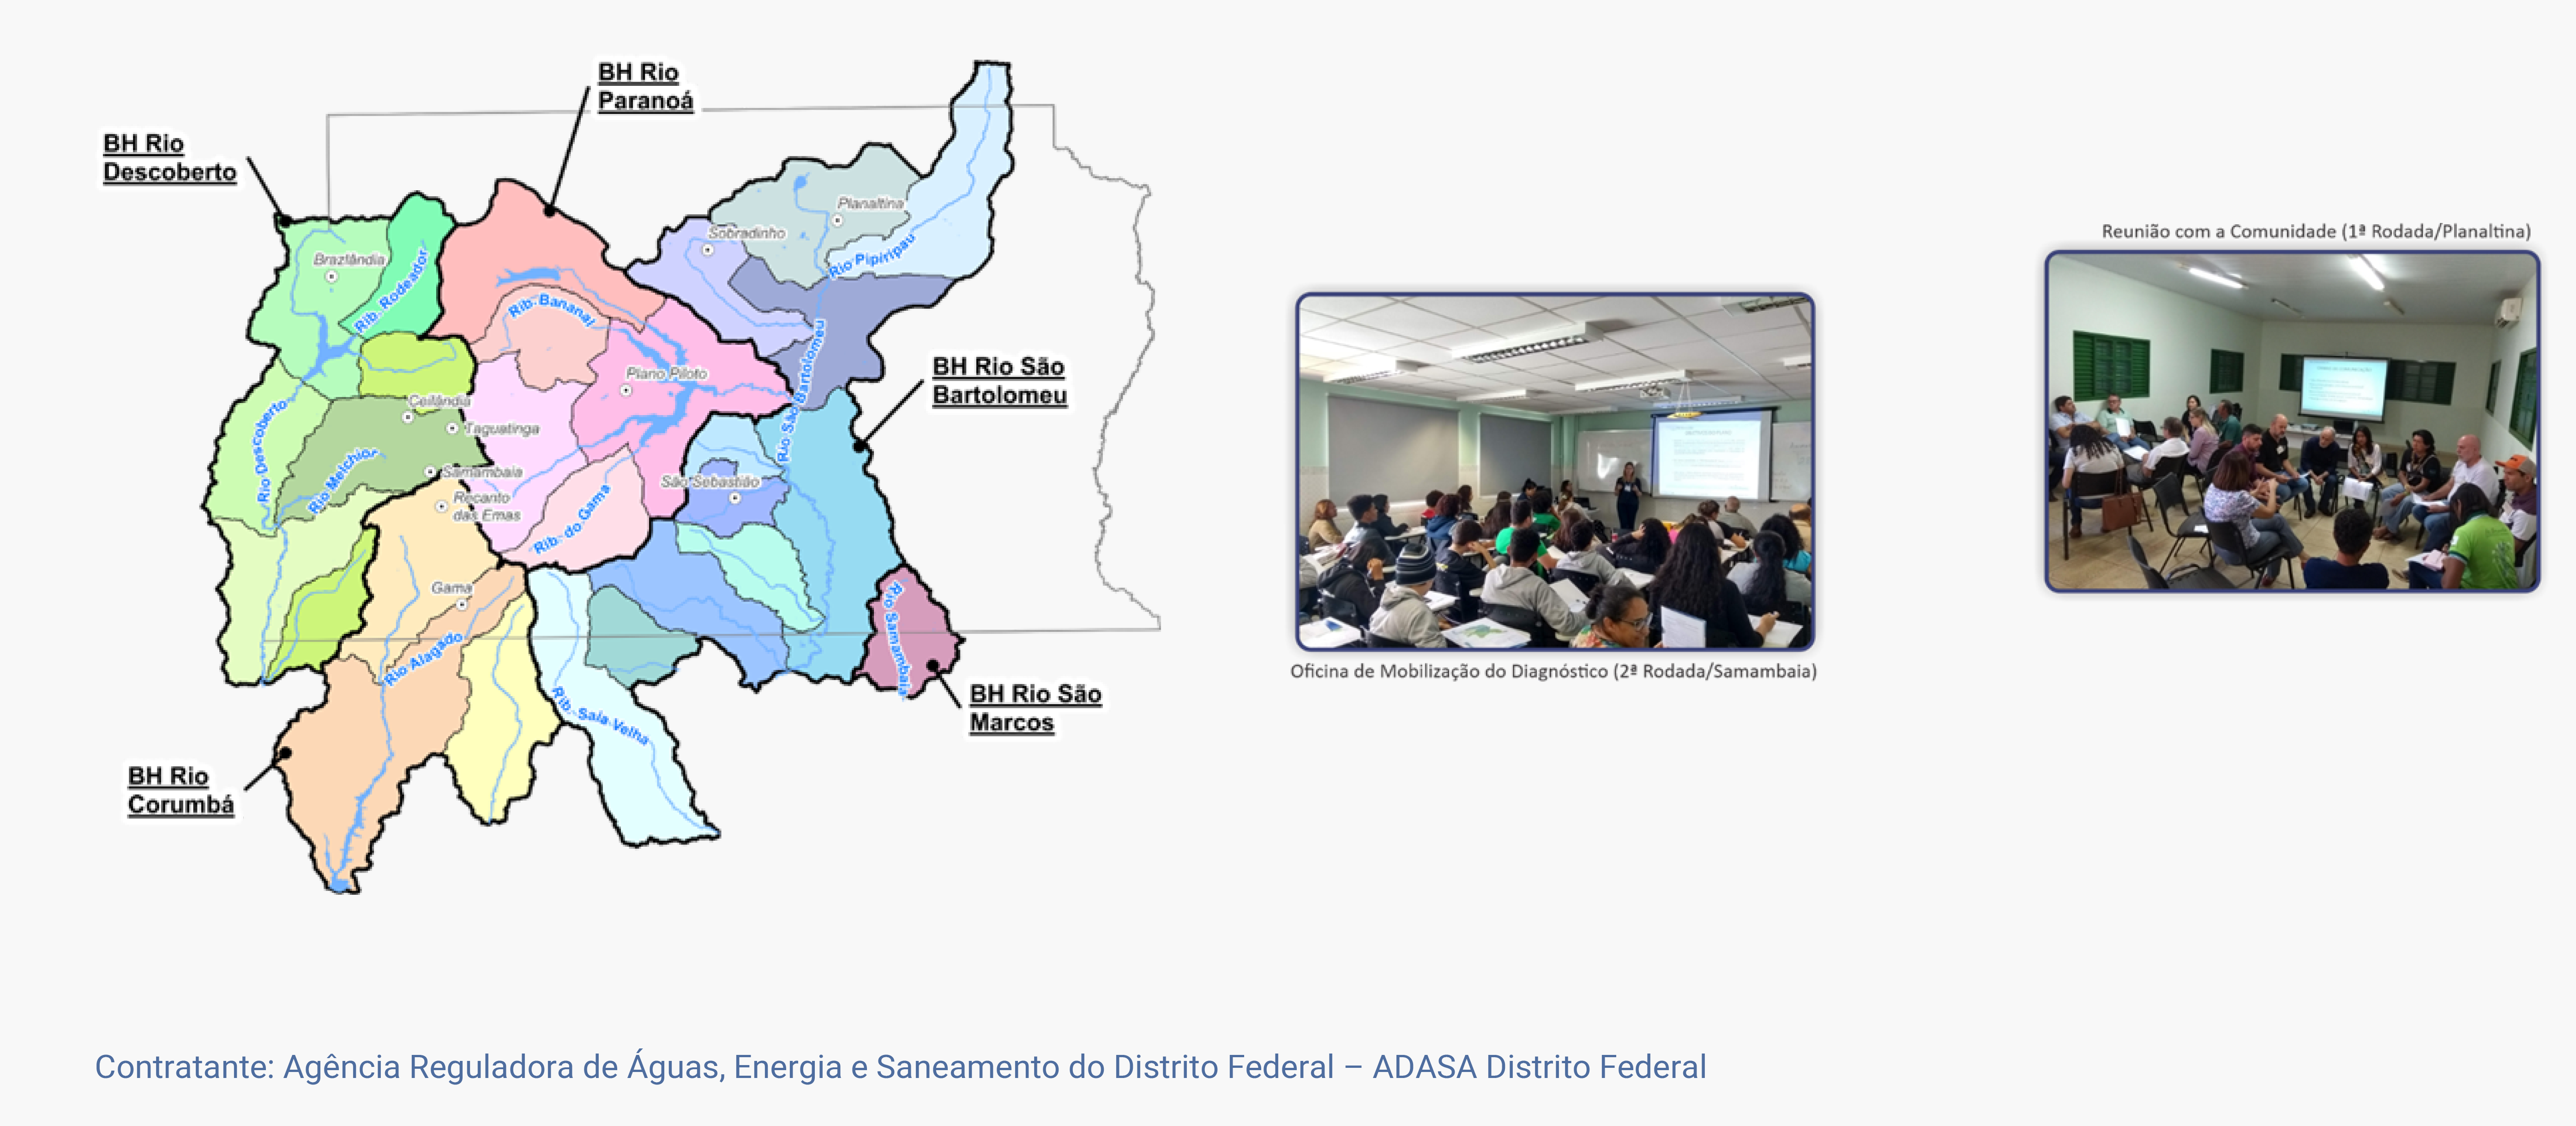 BH Rio
Paranoá
BH Rio
Descoberto
Planaltina
Sobradinho
Rio Pipiripau
Brazlândia
Rib. Rodeador
Rib. Bananal
Rio São Bartolomeu
BH Rio São
Bartolomeu
Plano Piloto
Ceilândia
Taguatinga
Rio Descoberto
Rio Melchior
Samambaia
São Sebastião
Recanto
das Emas
Rib. do Gama
Gama
Rio Alagado
Rio Samambaia
BH Rio São
Marcos
Rib. Saia Velha
BH Rio
Corumbá
Oficina de Mobilização do Diagnóstico (2ª Rodada/Samambaia)
Reunião com a Comunidade (1ª Rodada/Planaltina)
Contratante: Agência Reguladora de Águas, Energia e Saneamento do Distrito Federal – ADASA Distrito Federal